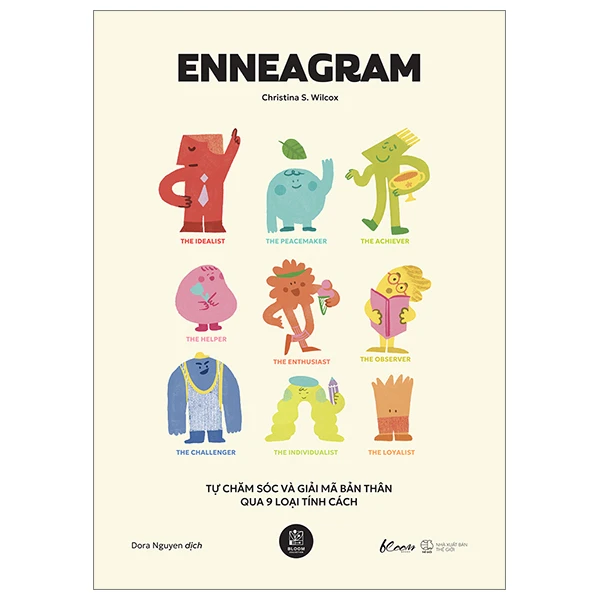 ENNEAGRAM
Christina S. Wilcox
THE IDEALIST
THE PEACEMAKER
THE ACHIEVER
THE HELPER
THE ENTHUSIAST
THE OBSERVER
THE CHALLENGER
THE INDIVIDUALIST
THE LOYALIST
TỰ CHĂM SÓC VÀ GIẢI MÃ BẢN THÂN
QUA 9 LOẠI TÍNH CÁCH
Dora Nguyen dịch
BLOOM
bloom
NHÀ XUẤT BẢN
THẾ GIỚI